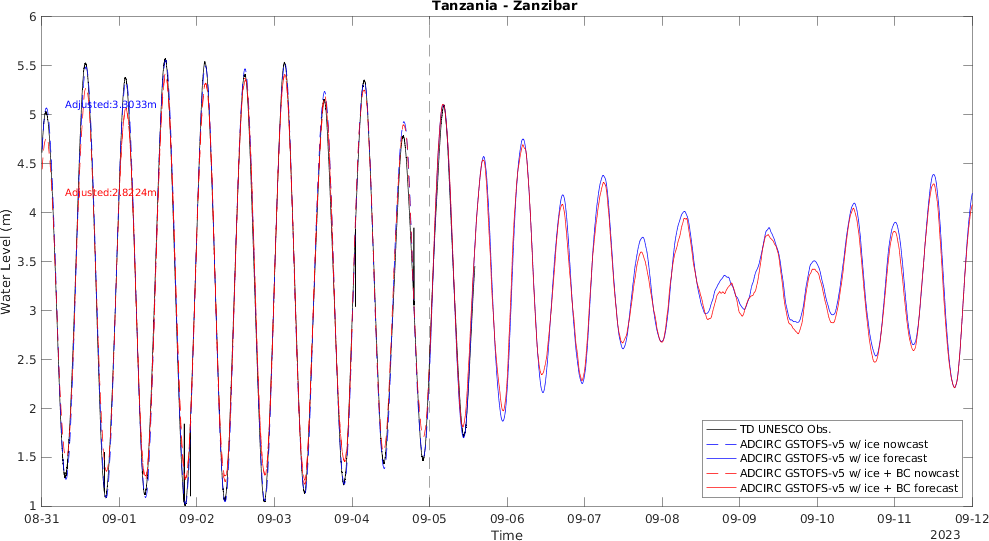 Tanzania - Zanzibar
6
5.5
5
4.5
4
3.5
3
2.5
2
1.5
1
Water Level (m)
Adjusted:3.3033m
Adjusted:2.8224m
TD UNESCO Obs.
ADCIRC GSTOFS-v5 w/ ice nowcast
ADCIRC GSTOFS-v5 w/ ice forecast
ADCIRC GSTOFS-v5 w/ ice + BC nowcast
ADCIRC GSTOFS-v5 w/ ice + BC forecast
08-31 09-01 09-02 09-03 09-04 09-05 09-06 09-07 09-08 09-09 09-10 09-11 09-12
Time
2023